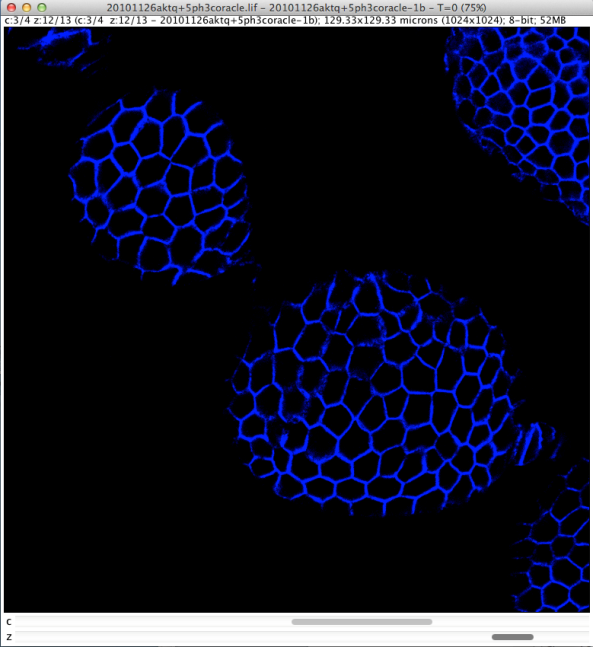 20101126aktq+5ph3coracle.lif - 20101126aktq+5ph3coracle-1b - T=0 (75%)
c:3/4 z:12/13 (c:3/4 z:12/13 - 20101126aktq+5ph3coracle-1b); 129.33x129.33 microns (1024x1024); 8-bit; 52MB
c
z